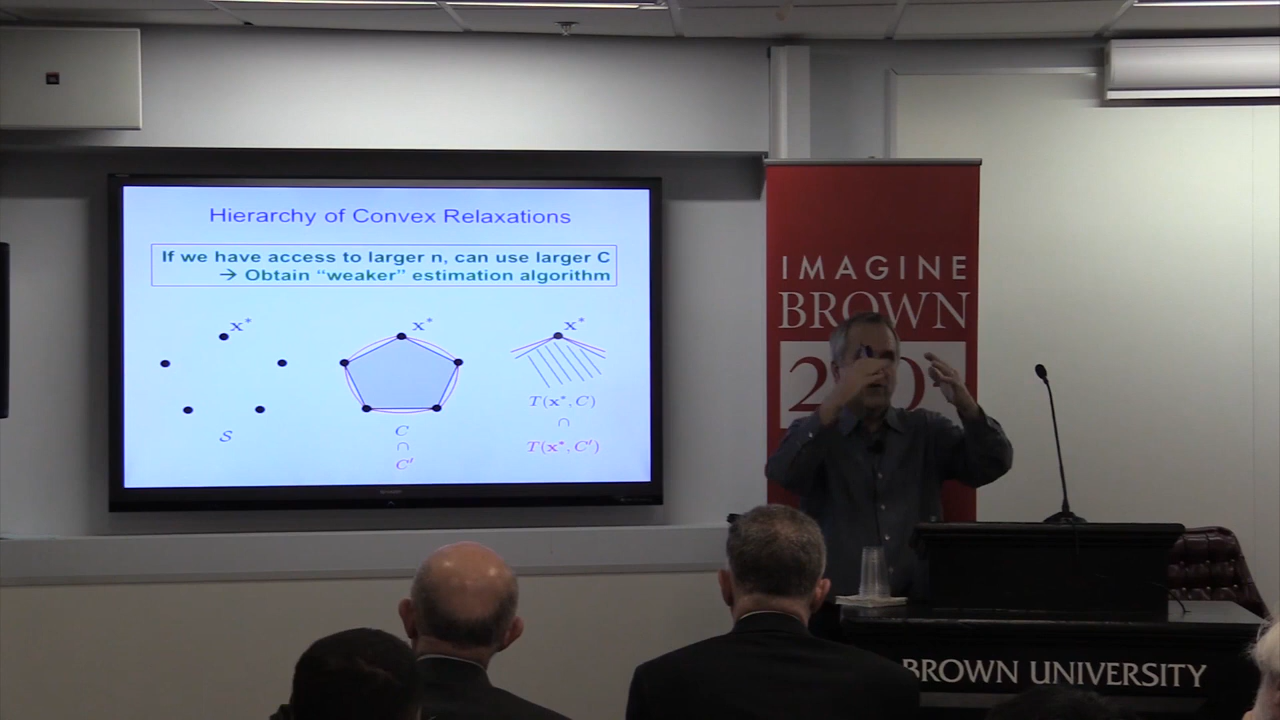 Hierarchy of Convex Relaxations
If we have access to larger n, can use larger C
→ Obtain “weaker” estimation algorithm
x*
x*
x*
S
C
∩
C′
T(x*, C)
∩
T(x*, C′)
SHARP
IMAGINE
BROWN
BROWN UNIVERSITY